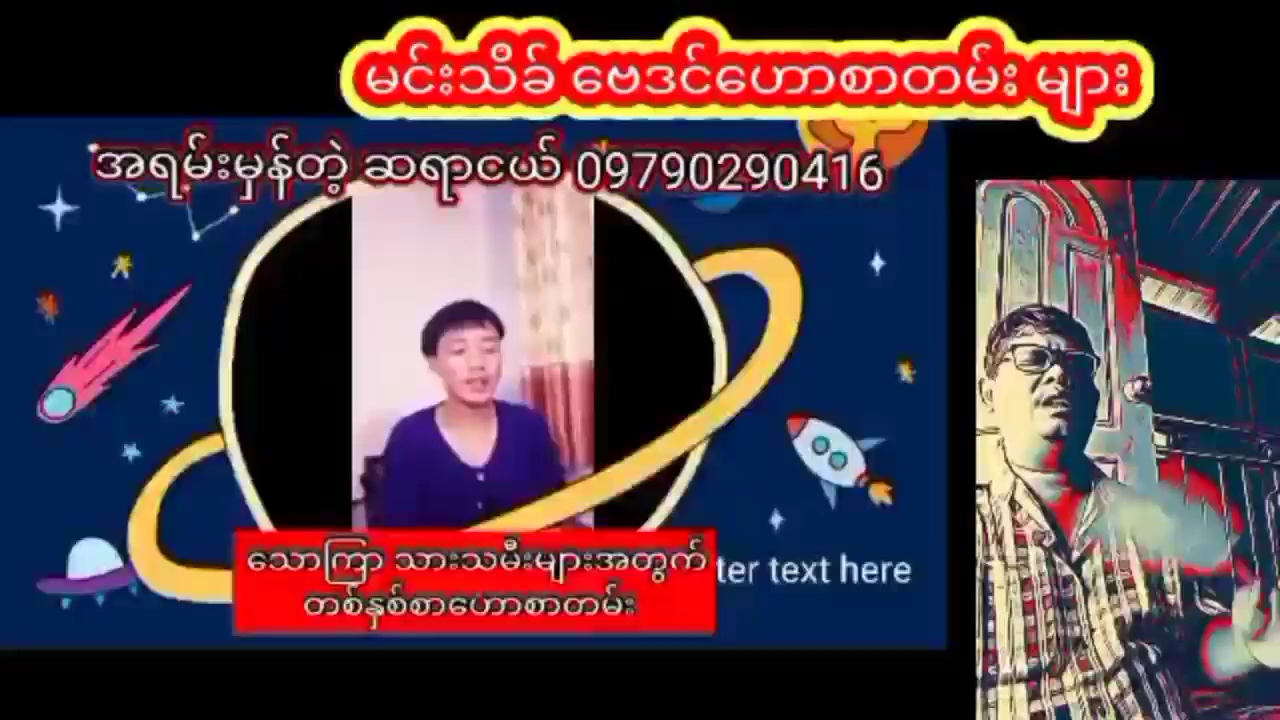 မင်းသိခ် ဗေဒင်ဟောစာတမ်း များ
အရမ်းမှန်တဲ့ ဆရာငယ် 09790290416
သောကြာ သားသမီးများအတွက်
တစ်နှစ်စာဟောစာတမ်း
ter text here